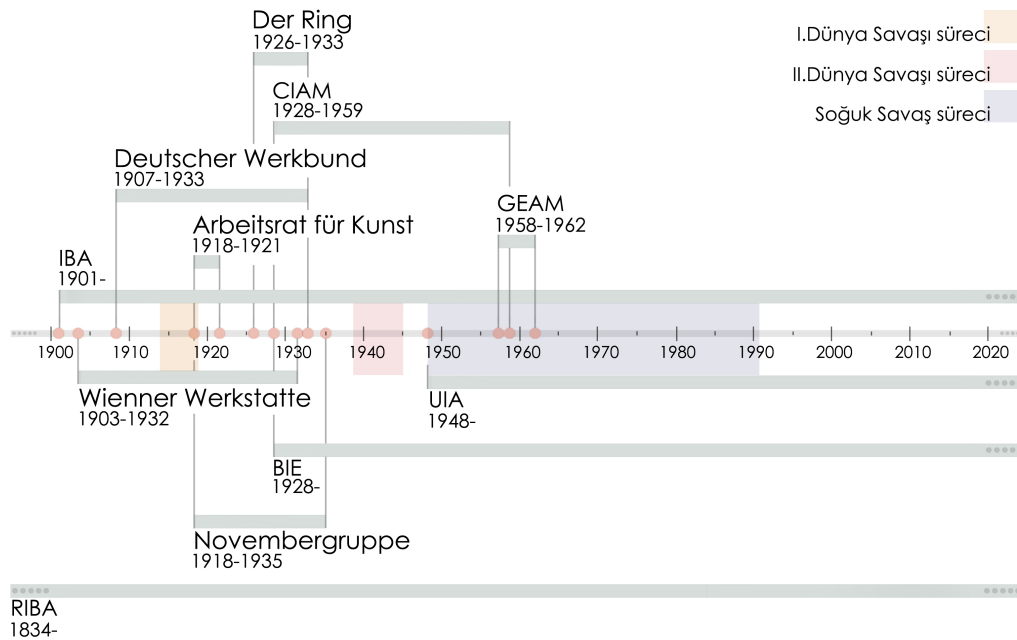 Der Ring
1926-1933
I.Dünya Savaşı süreci
II.Dünya Savaşı süreci
Soğuk Savaş süreci
CIAM
1928-1959
Deutscher Werkbund
1907-1933
GEAM
1958-1962
Arbeitsrat für Kunst
1918-1921
IBA
1901-
1900 1910 1920 1930 1940 1950 1960 1970 1980 1990 2000 2010 2020
Wienner Werkstatte
1903-1932
UIA
1948-
BIE
1928-
Novembergruppe
1918-1935
RIBA
1834-